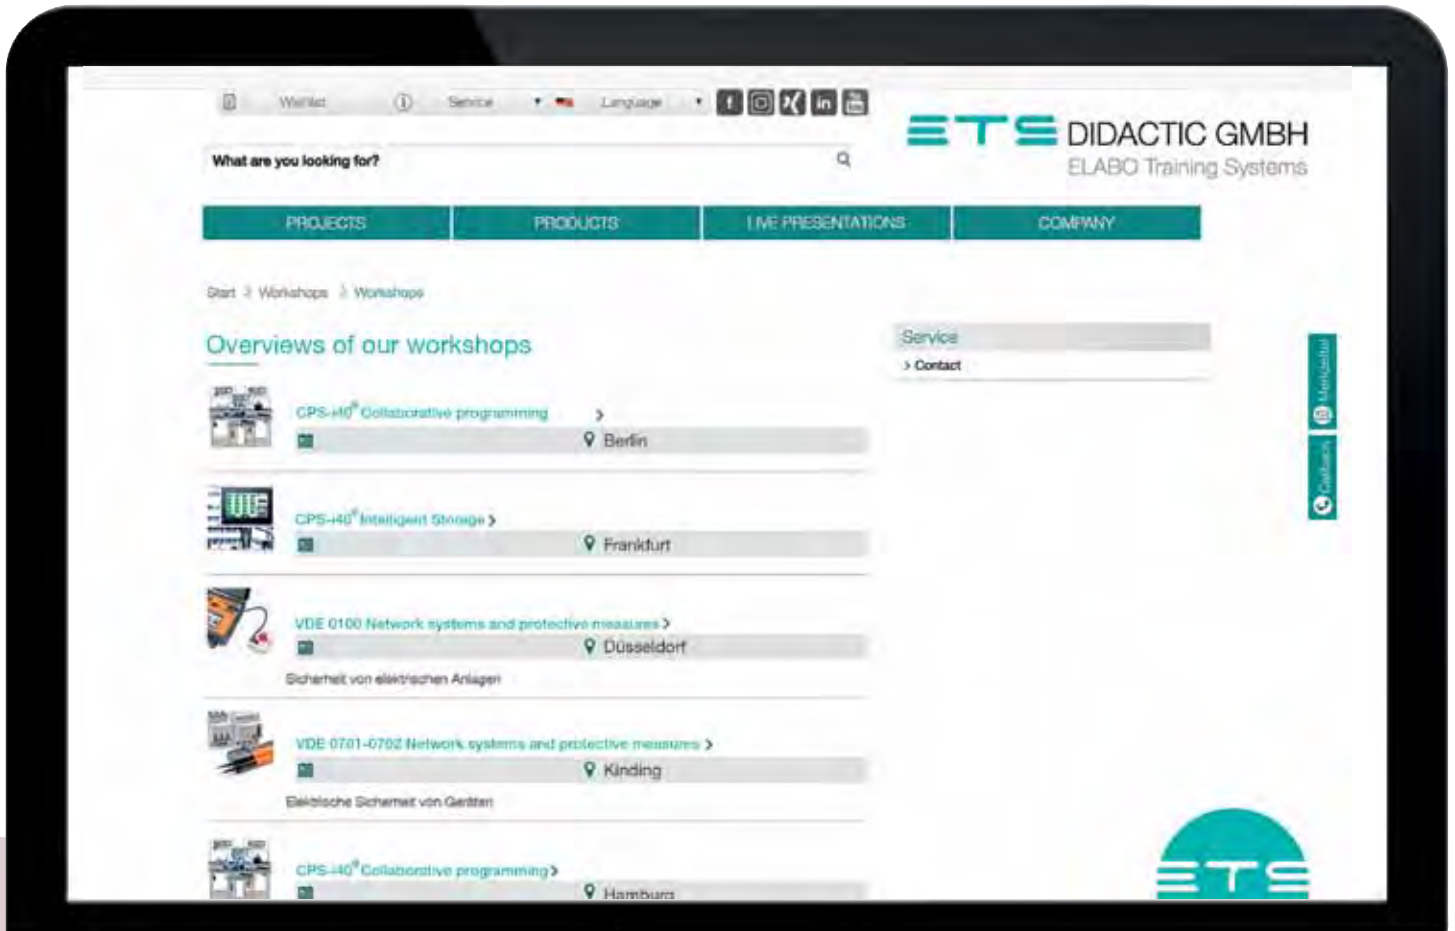 Wishlist Service Language
ETS DIDACTIC GMBH
ELABO Training Systems
What are you looking for?
PROJECTS PRODUCTS LIVE PRESENTATIONS COMPANY
Start > Workshops > Workshops
Overviews of our workshops
Service
> Contact
Merkzettel
Callback
CPS-i40® Collaborative programming >
Berlin
CPS-i40® Intelligent Storage >
Frankfurt
VDE 0100 Network systems and protective measures >
Düsseldorf
Sicherheit von elektrischen Anlagen
VDE 0701-0702 Network systems and protective measures >
Kinding
Elektrische Sicherheit von Geräten
CPS-i40® Collaborative programming >
Hamburg
ETS